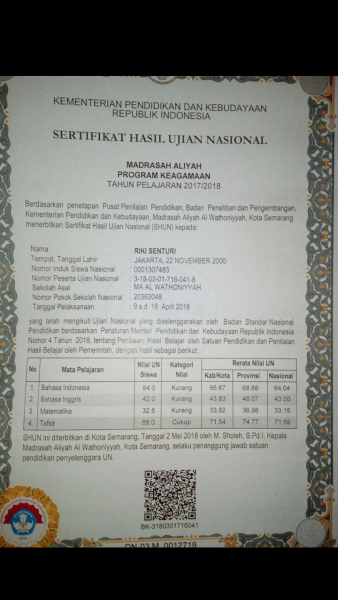 KEMENTERIAN PENDIDIKAN DAN KEBUDAYAAN
REPUBLIK INDONESIA
SERTIFIKAT HASIL UJIAN NASIONAL
MADRASAH ALIYAH
PROGRAM KEAGAMAAN
TAHUN PELAJARAN 2017/2018
Berdasarkan penetapan Pusat Penilaian Pendidikan, Badan Penelitian dan Pengembangan,
Kementerian Pendidikan dan Kebudayaan, Madrasah Aliyah Al Wathoniyyah, Kota Semarang
menerbitkan Sertifikat Hasil Ujian Nasional (SHUN) kepada:
Nama : RIKI SENTURI
Tempat, Tanggal Lahir : JAKARTA, 22 NOVEMBER 2000
Nomor Induk Siswa Nasional : 0001307483
Nomor Peserta Ujian Nasional : 3-18-03-01-716-041-8
Sekolah Asal : MA AL WATHONIYYAH
Nomor Pokok Sekolah Nasional : 20363048
Tanggal Pelaksanaan : 9 s.d. 18 April 2018
yang telah mengikuti Ujian Nasional yang diselenggarakan oleh Badan Standar Nasional
Pendidikan berdasarkan Peraturan Menteri Pendidikan dan Kebudayaan Republik Indonesia
Nomor 4 Tahun 2018, tentang Penilaian Hasil Belajar oleh Satuan Pendidikan dan Penilaian
Hasil Belajar oleh Pemerintah, dengan hasil sebagai berikut:
No Mata Pelajaran Nilai UN Siswa Kategori Nilai Rerata Nilai UN
Kab/Kota Provinsi Nasional
1. Bahasa Indonesia 54.0 Kurang 66.67 68.88 64.04
2. Bahasa Inggris 42.0 Kurang 43.83 46.07 43.00
3. Matematika 32.5 Kurang 33.52 36.98 33.15
4. Tafsir 68.0 Cukup 71.54 74.77 71.59
SHUN ini diterbitkan di Kota Semarang, Tanggal 2 Mei 2018 oleh M. Sholeh, S.Pd.I, Kepala
Madrasah Aliyah Al Wathoniyyah, Kota Semarang, selaku penanggung jawab satuan
pendidikan penyelenggara UN.
BK-3180301716041
DN-03 M 0012719